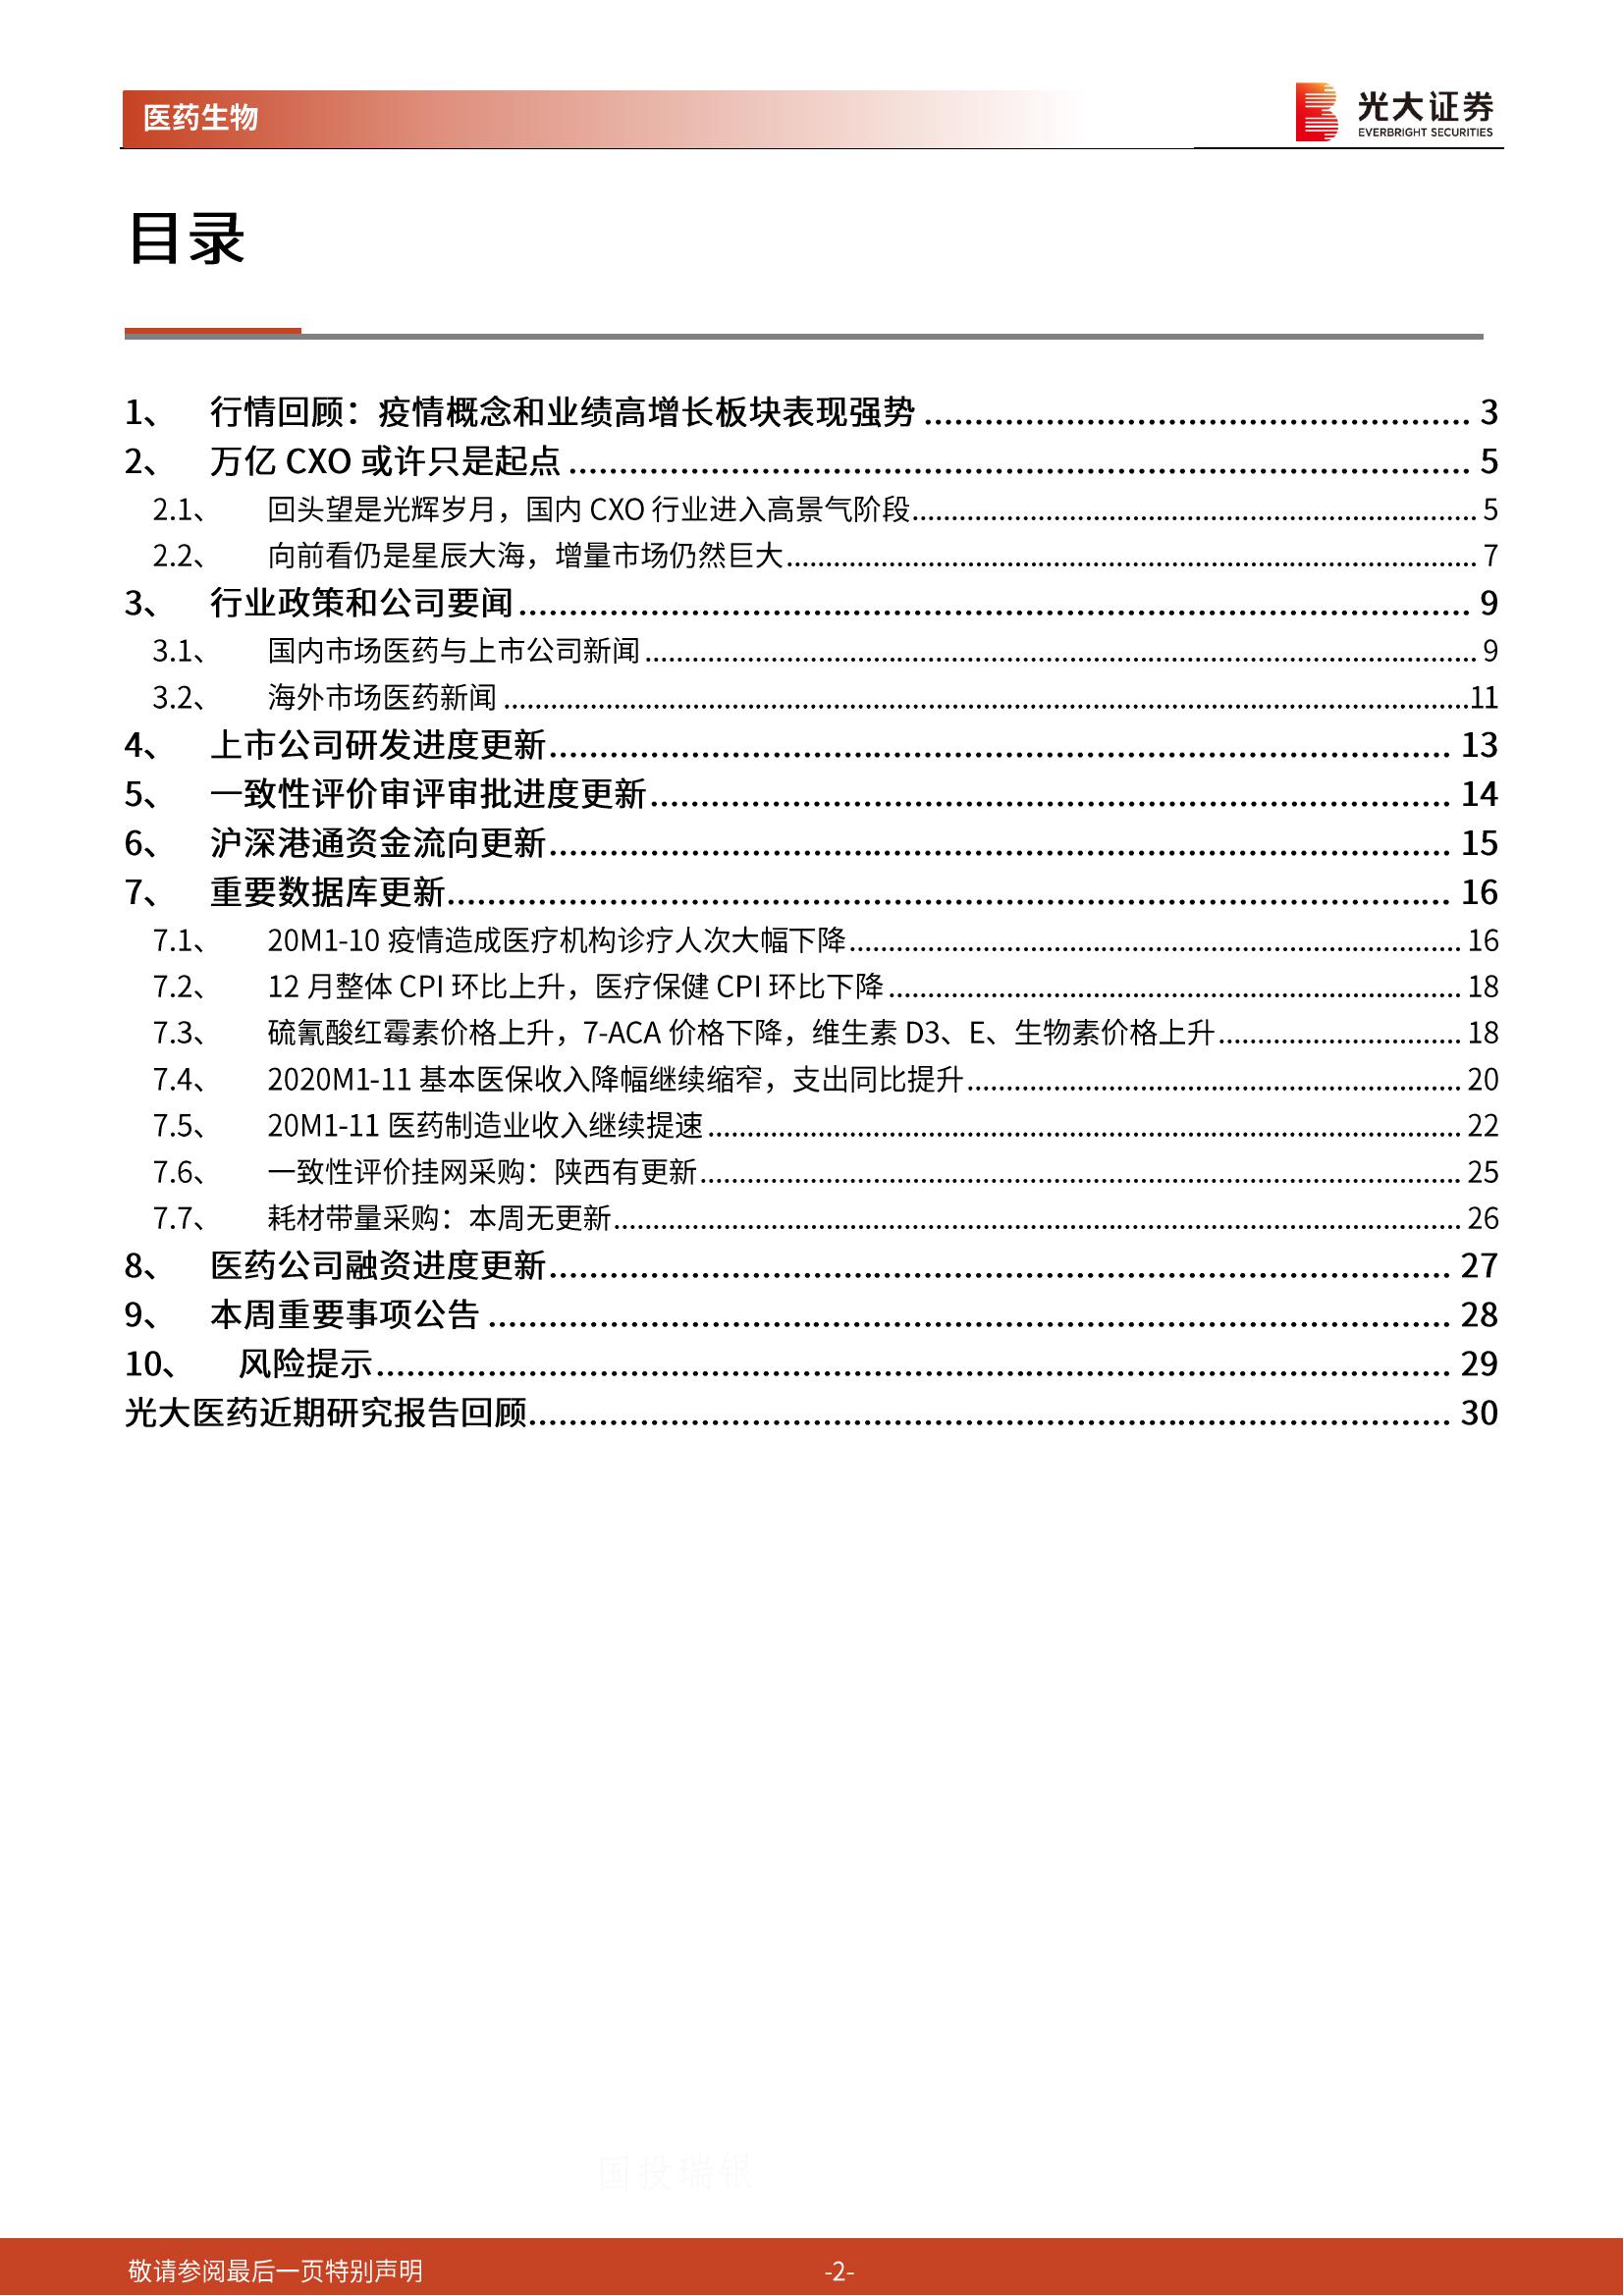 医药生物
光大证券
EVERBRIGHT SECURITIES
目录
1、 行情回顾：疫情概念和业绩高增长板块表现强势 3
2、 万亿 CXO 或许只是起点 5
2.1、 回头望是光辉岁月，国内 CXO 行业进入高景气阶段 5
2.2、 向前看仍是星辰大海，增量市场仍然巨大 7
3、 行业政策和公司要闻 9
3.1、 国内市场医药与上市公司新闻 9
3.2、 海外市场医药新闻 11
4、 上市公司研发进度更新 13
5、 一致性评价审评审批进度更新 14
6、 沪深港通资金流向更新 15
7、 重要数据库更新 16
7.1、 20M1-10 疫情造成医疗机构诊疗人次大幅下降 16
7.2、 12 月整体 CPI 环比上升，医疗保健 CPI 环比下降 18
7.3、 硫氰酸红霉素价格上升，7-ACA 价格下降，维生素 D3、E、生物素价格上升 18
7.4、 2020M1-11 基本医保收入降幅继续缩窄，支出同比提升 20
7.5、 20M1-11 医药制造业收入继续提速 22
7.6、 一致性评价挂网采购：陕西有更新 25
7.7、 耗材带量采购：本周无更新 26
8、 医药公司融资进度更新 27
9、 本周重要事项公告 28
10、 风险提示 29
光大医药近期研究报告回顾 30
国投瑞银
敬请参阅最后一页特别声明
-2-